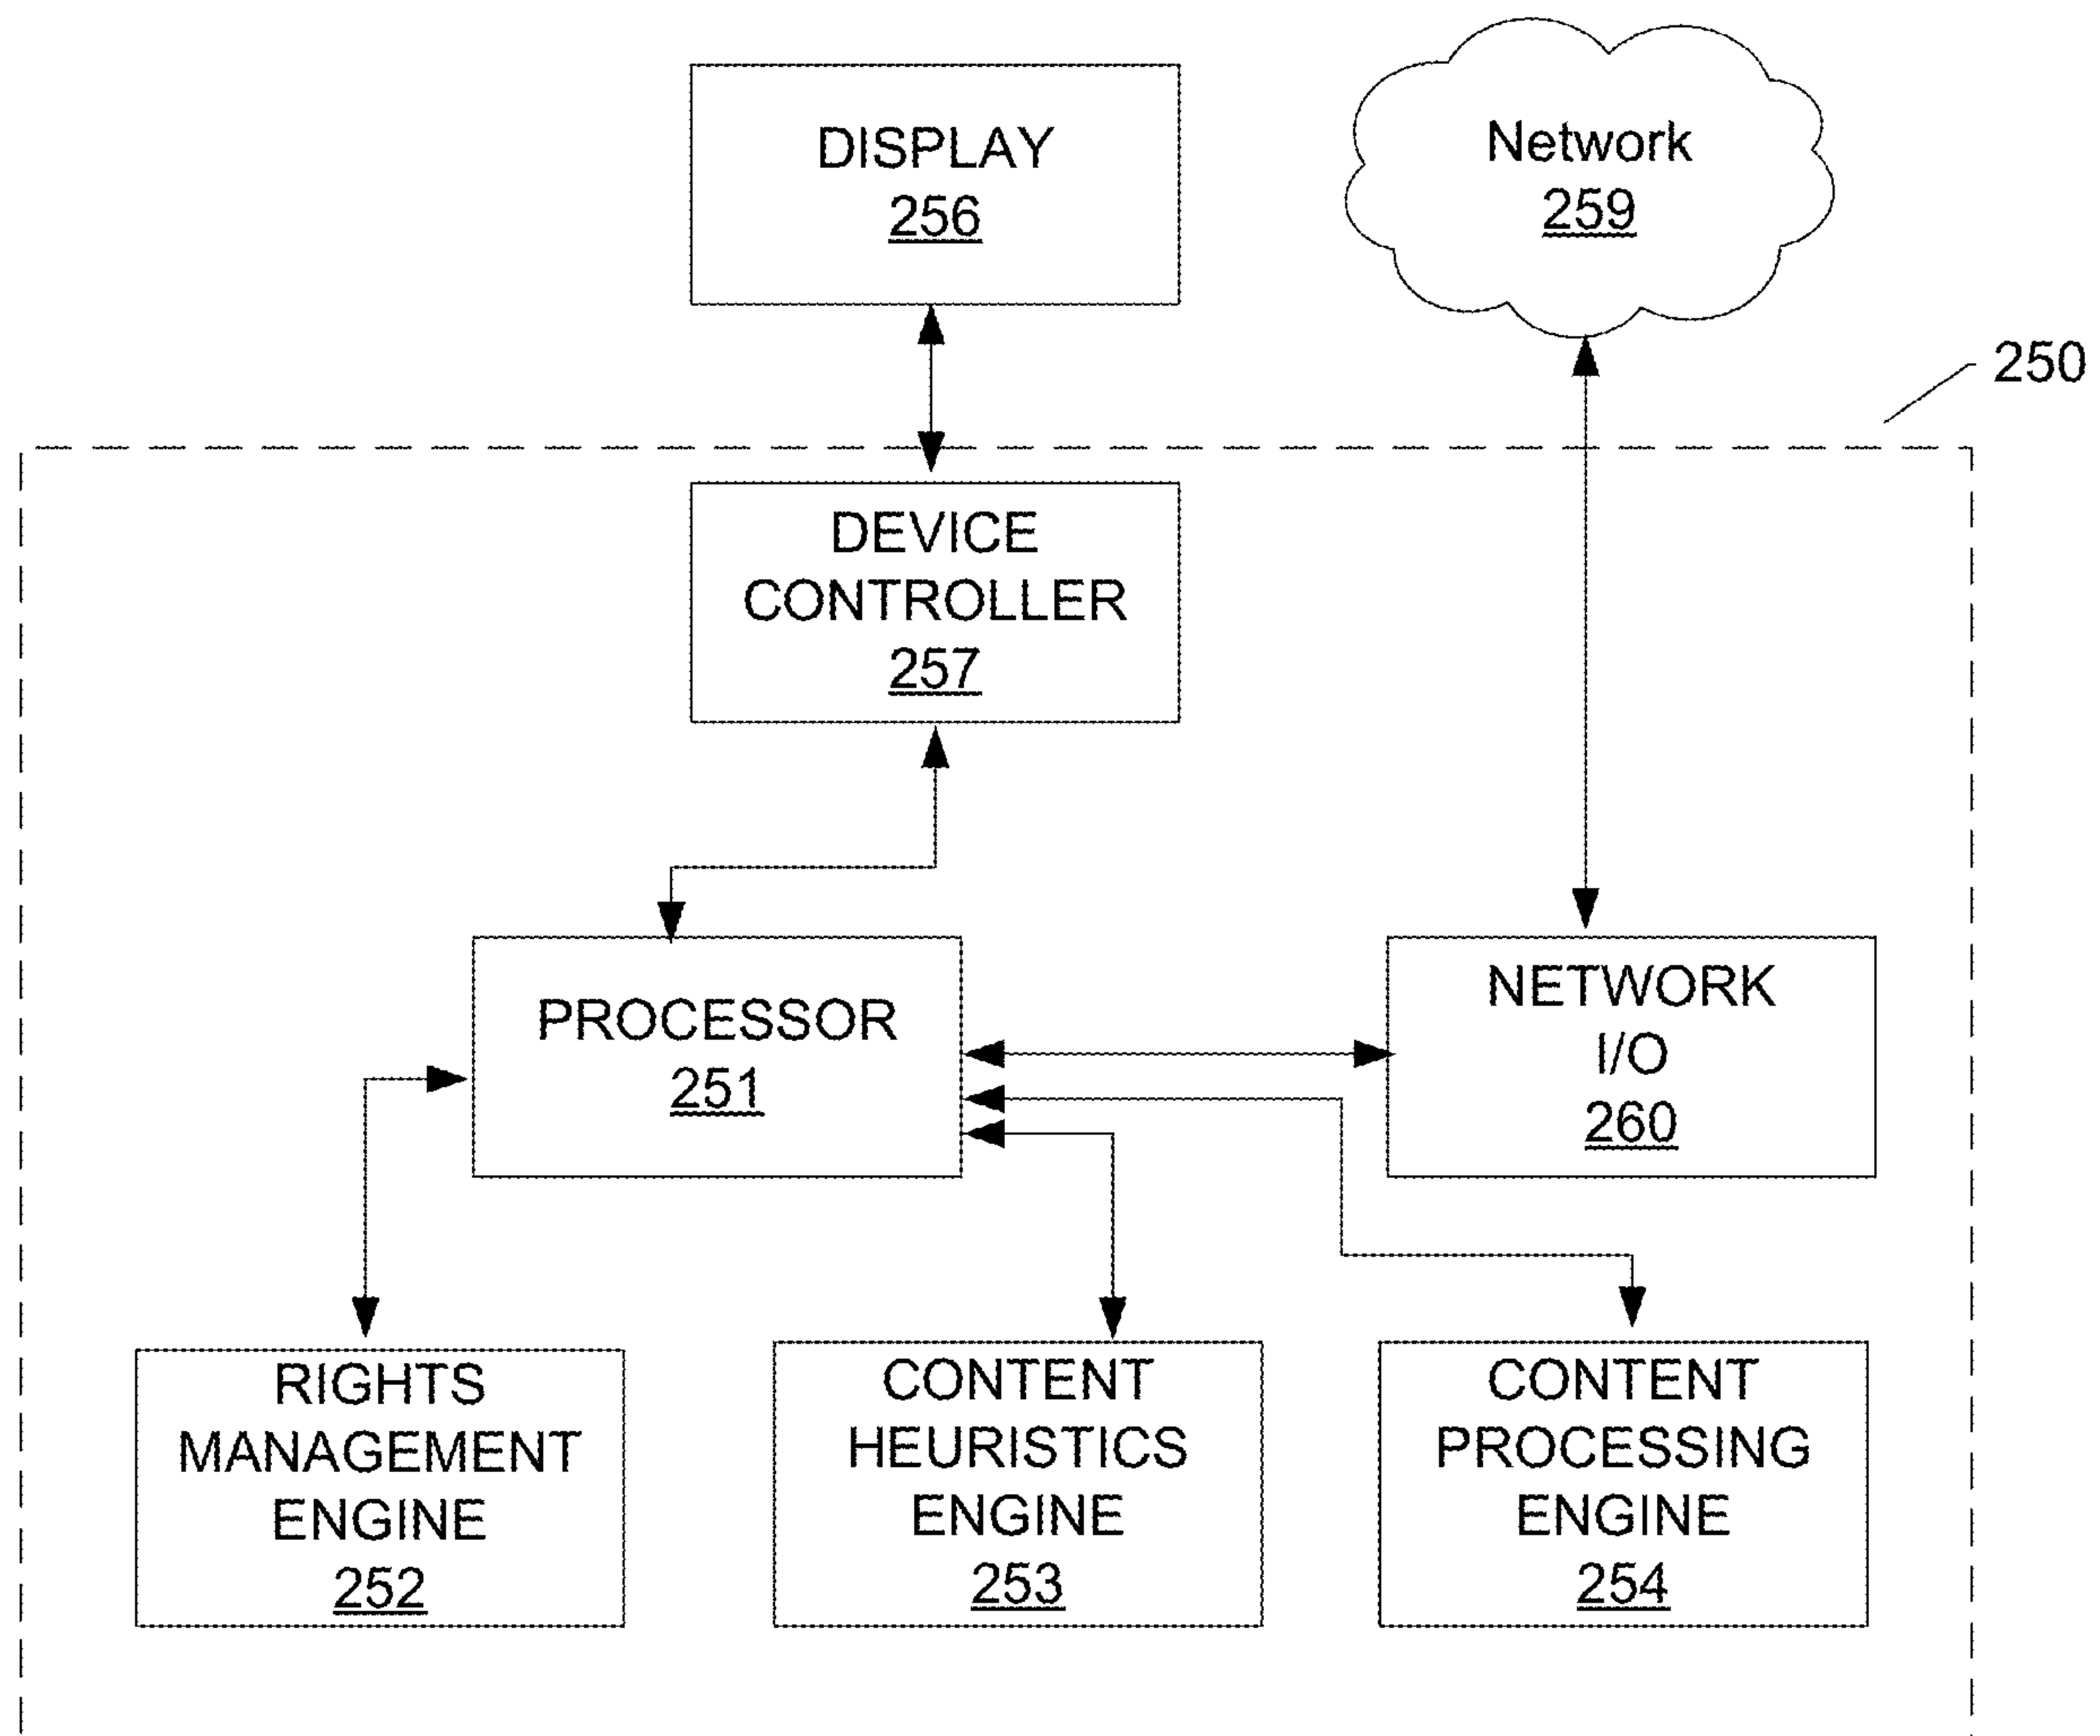 DISPLAY
256
Network
259
250
DEVICE
CONTROLLER
257
PROCESSOR
251
NETWORK
I/O
260
RIGHTS
MANAGEMENT
ENGINE
252
CONTENT
HEURISTICS
ENGINE
253
CONTENT
PROCESSING
ENGINE
254